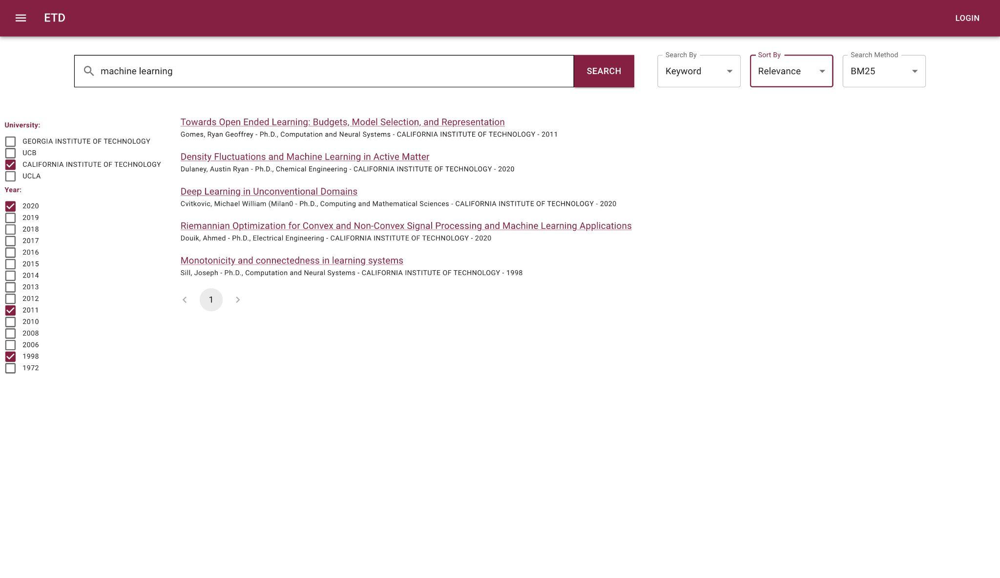 ETD
LOGIN
machine learning
SEARCH
Search By
Keyword
Sort By
Relevance
Search Method
BM25
University:
GEORGIA INSTITUTE OF TECHNOLOGY
UCB
CALIFORNIA INSTITUTE OF TECHNOLOGY
UCLA
Year:
2020
2019
2018
2017
2016
2015
2014
2013
2012
2011
2010
2008
2006
1998
1972
Towards Open Ended Learning: Budgets, Model Selection, and Representation
Gomes, Ryan Geoffrey - Ph.D., Computation and Neural Systems - CALIFORNIA INSTITUTE OF TECHNOLOGY - 2011
Density Fluctuations and Machine Learning in Active Matter
Dulaney, Austin Ryan - Ph.D., Chemical Engineering - CALIFORNIA INSTITUTE OF TECHNOLOGY - 2020
Deep Learning in Unconventional Domains
Cvitkovic, Michael William (Milan0 - Ph.D., Computing and Mathematical Sciences - CALIFORNIA INSTITUTE OF TECHNOLOGY - 2020
Riemannian Optimization for Convex and Non-Convex Signal Processing and Machine Learning Applications
Douik, Ahmed - Ph.D., Electrical Engineering - CALIFORNIA INSTITUTE OF TECHNOLOGY - 2020
Monotonicity and connectedness in learning systems
Sill, Joseph - Ph.D., Computation and Neural Systems - CALIFORNIA INSTITUTE OF TECHNOLOGY - 1998
1